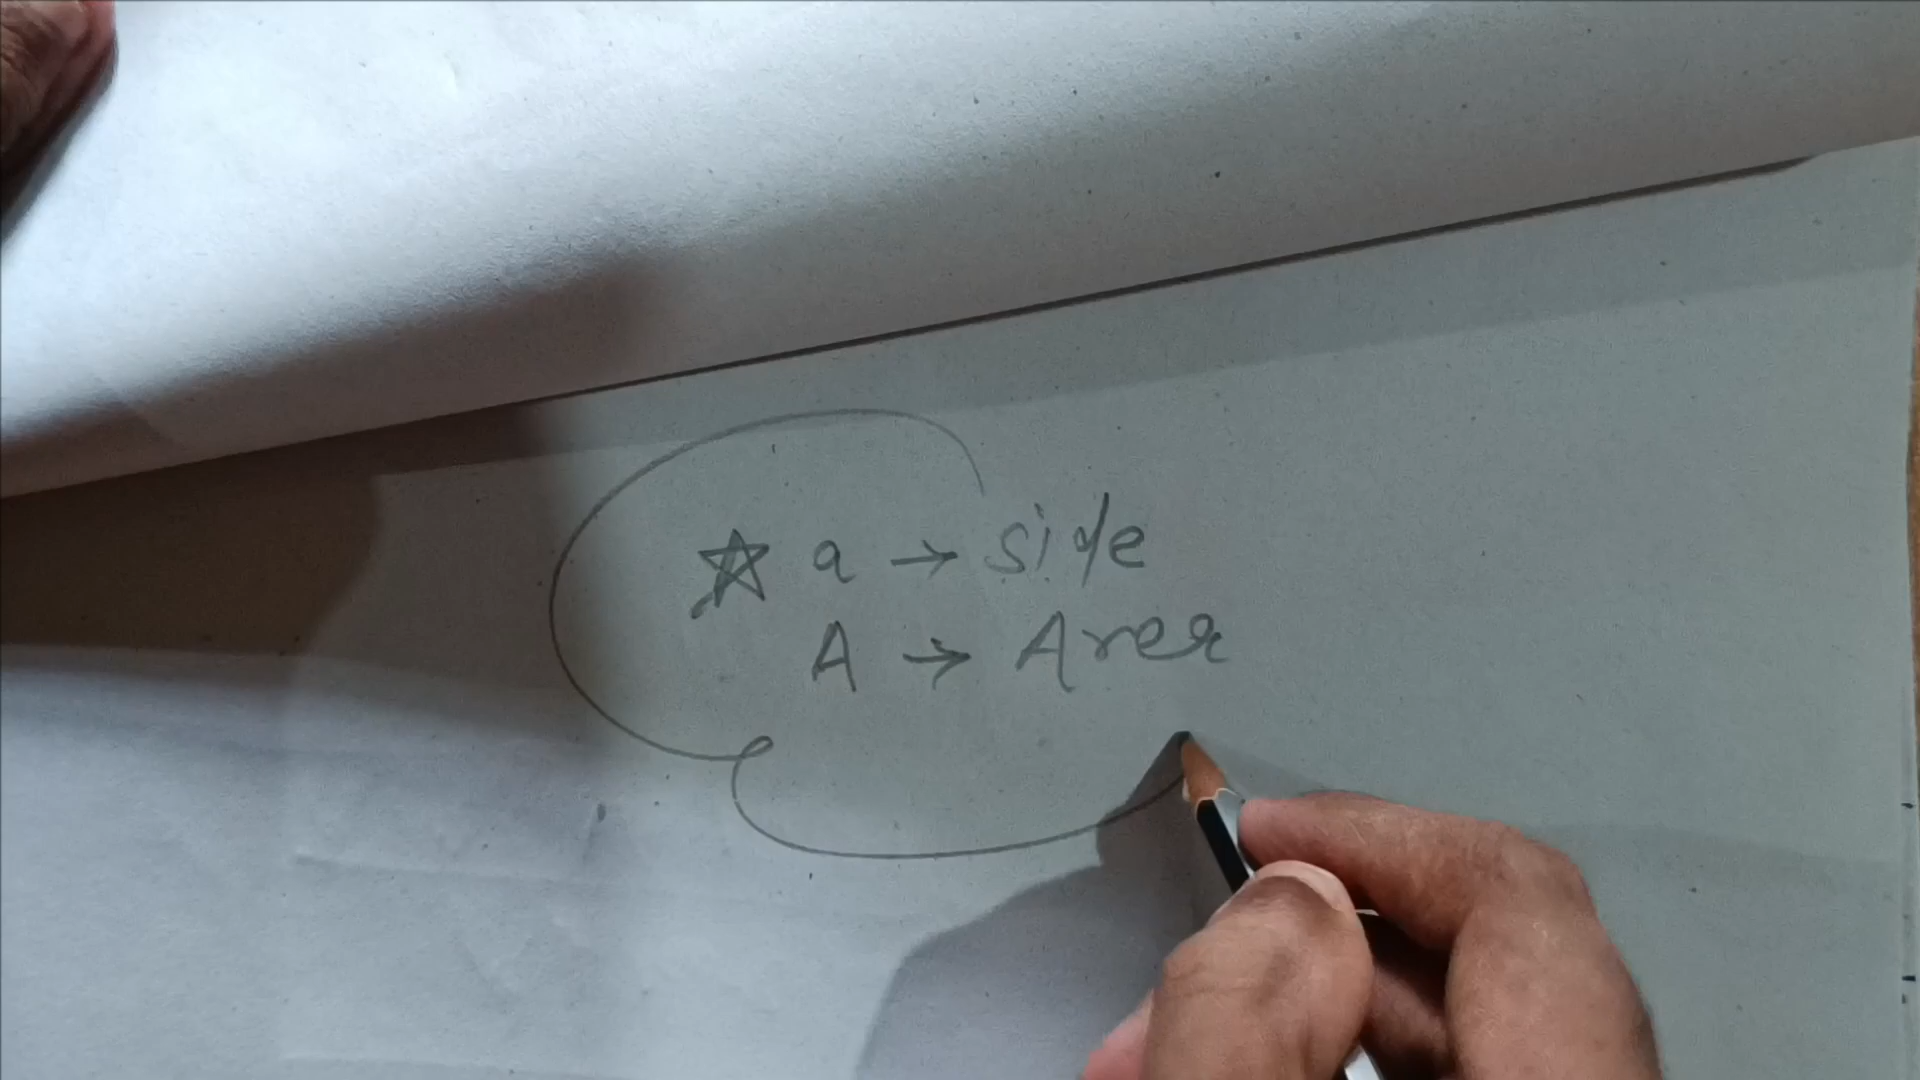 ☆ a → side
A → Area